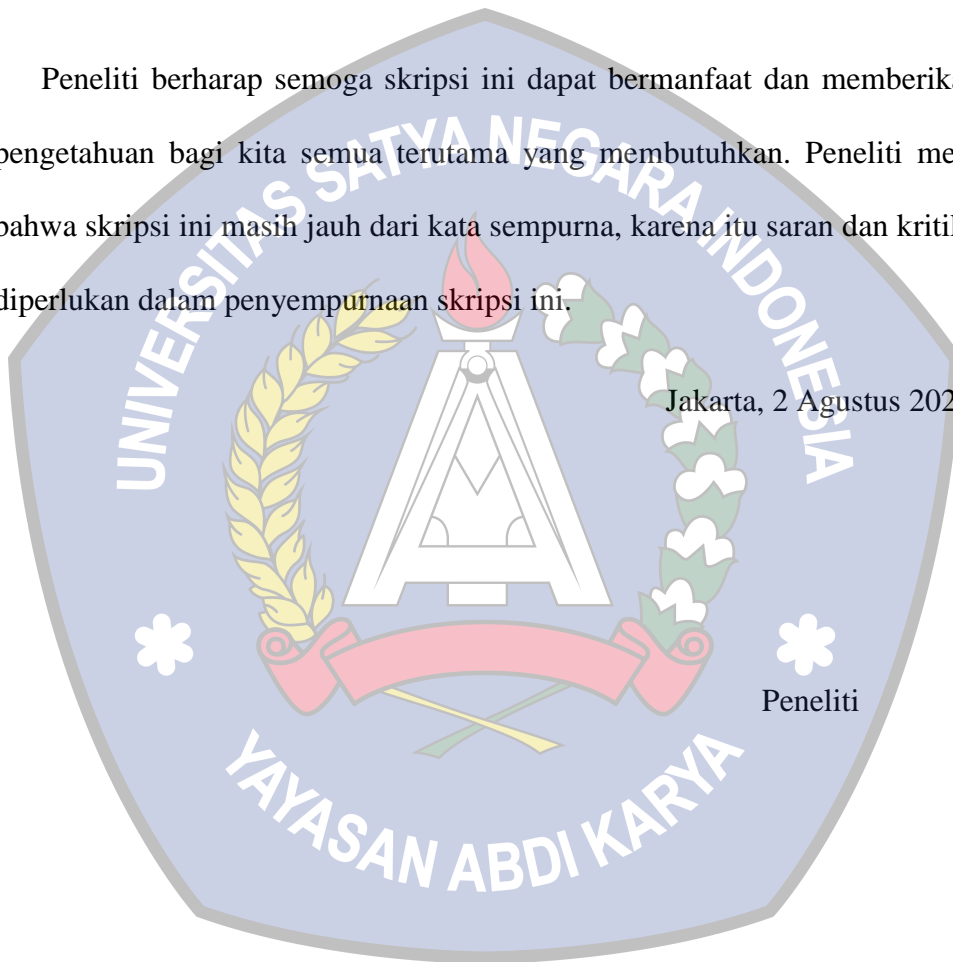 Peneliti berharap semoga skripsi ini dapat bermanfaat dan memberika
pengetahuan bagi kita semua terutama yang membutuhkan. Peneliti me
bahwa skripsi ini masih jauh dari kata sempurna, karena itu saran dan kritik
diperlukan dalam penyempurnaan skripsi ini.
Jakarta, 2 Agustus 202
Peneliti
UNIVERSITAS SATYA NEGARA INDONESIA
YAYASAN ABDI KARYA